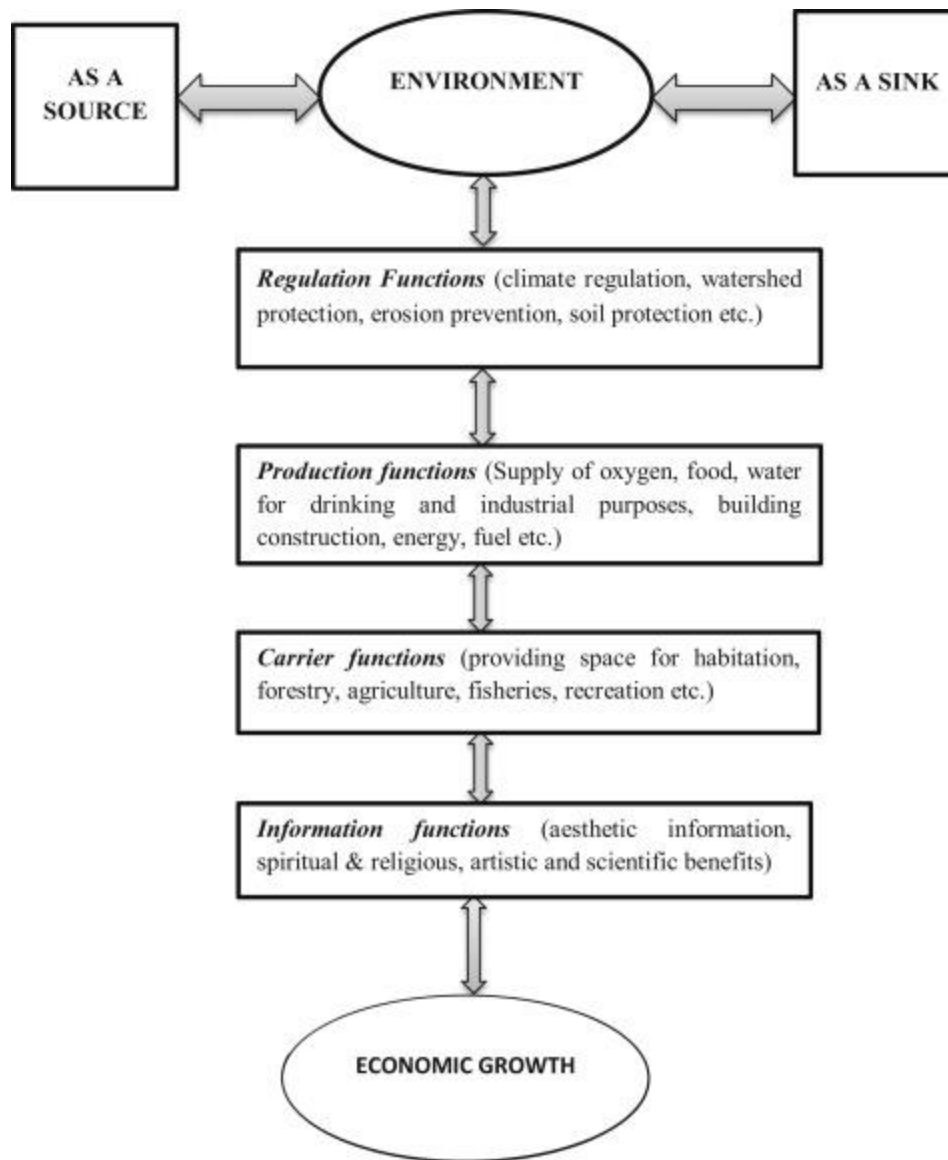 AS A
SOURCE
ENVIRONMENT
AS A SINK
Regulation Functions (climate regulation, watershed
protection, erosion prevention, soil protection etc.)
Production functions (Supply of oxygen, food, water
for drinking and industrial purposes, building
construction, energy, fuel etc.)
Carrier functions (providing space for habitation,
forestry, agriculture, fisheries, recreation etc.)
Information functions (aesthetic information,
spiritual & religious, artistic and scientific benefits)
ECONOMIC GROWTH